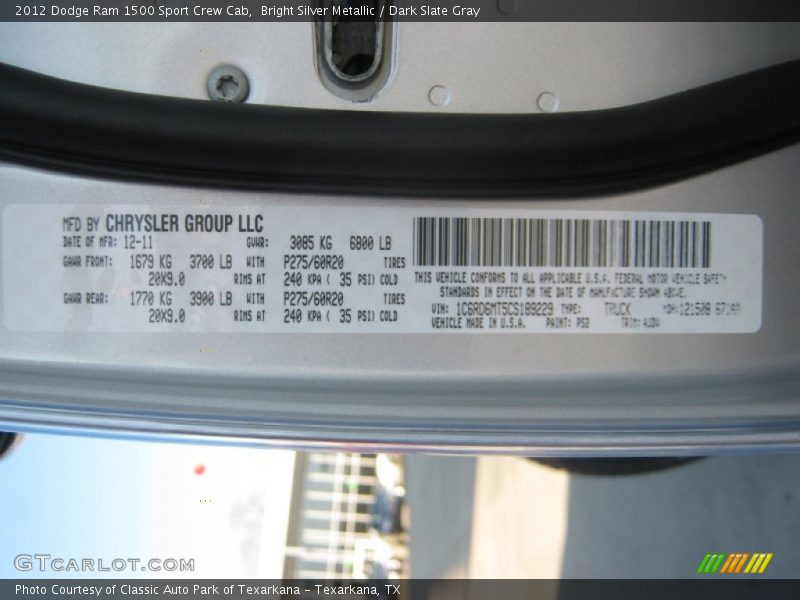 2012 Dodge Ram 1500 Sport Crew Cab, Bright Silver Metallic / Dark Slate Gray
MFD BY CHRYSLER GROUP LLC
DATE OF MFR: 12-11 GVWR: 3085 KG 6800 LB
GAWR FRONT: 1679 KG 3700 LB WITH P275/60R20 TIRES
20X9.0 RIMS AT 240 KPA ( 35 PSI) COLD
GAWR REAR: 1770 KG 3900 LB WITH P275/60R20 TIRES
20X9.0 RIMS AT 240 KPA ( 35 PSI) COLD
THIS VEHICLE CONFORMS TO ALL APPLICABLE U.S.A. FEDERAL MOTOR VEHICLE SAFETY
STANDARDS IN EFFECT ON THE DATE OF MANUFACTURE SHOWN ABOVE.
VIN: 1C6RD6MT5CS189229 TYPE: TRUCK MDH: 121508
VEHICLE MADE IN U.S.A. PAINT: PS2 TRIM: AJDV
GTcarlot.com
Photo Courtesy of Classic Auto Park of Texarkana - Texarkana, TX